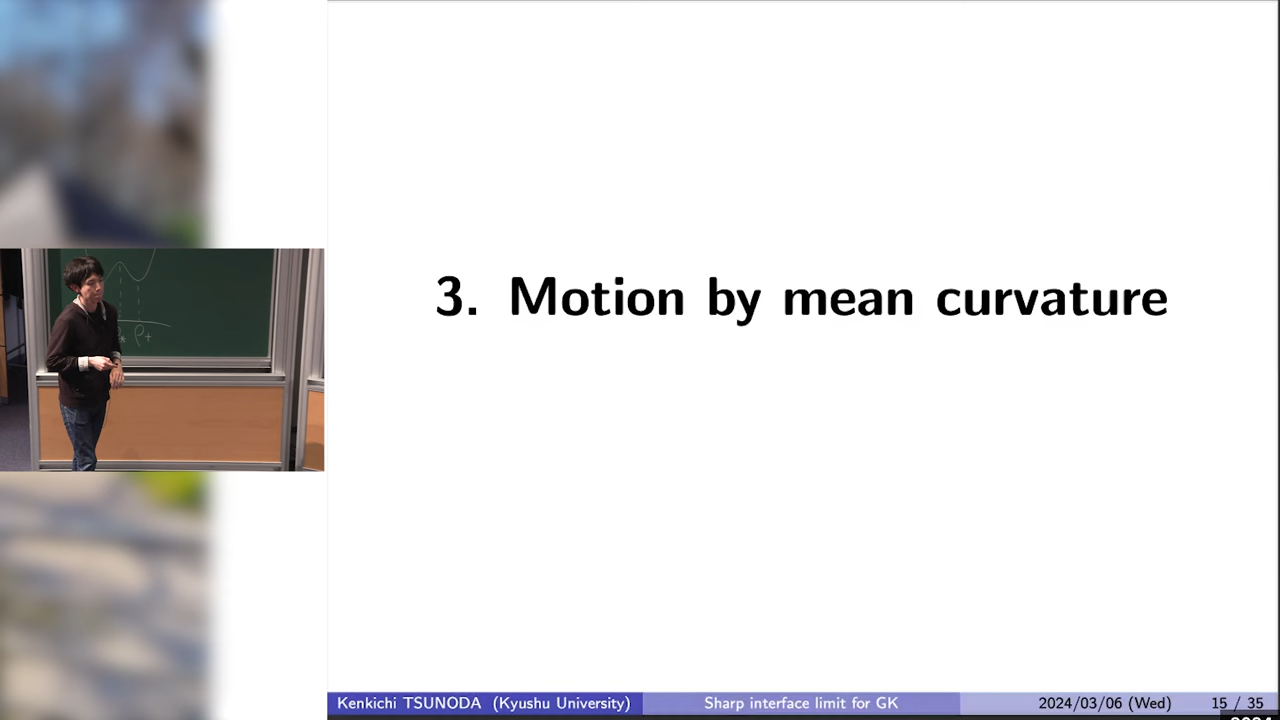 3. Motion by mean curvature
ρ+
Kenkichi TSUNODA (Kyushu University) Sharp interface limit for GK 2024/03/06 (Wed) 15 / 35